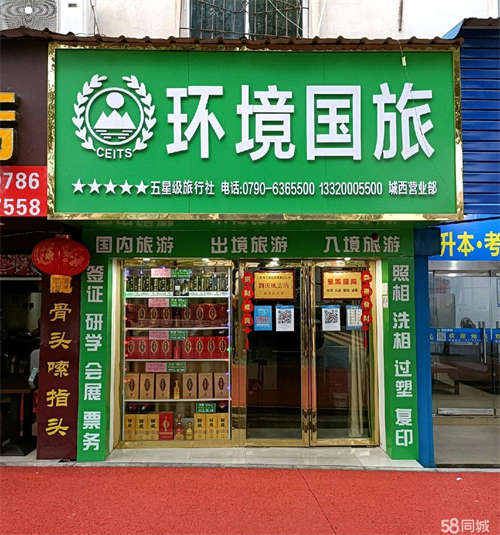 环境国旅
CEITS
★★★★★五星级旅行社 电话:0790-6365500 13320005500 城西营业部
国内旅游 出境旅游 入境旅游
签证 研学 会展 票务
照相 洗相 过塑 复印
骨头嗦指头
0786
7558
升本·考
58同城